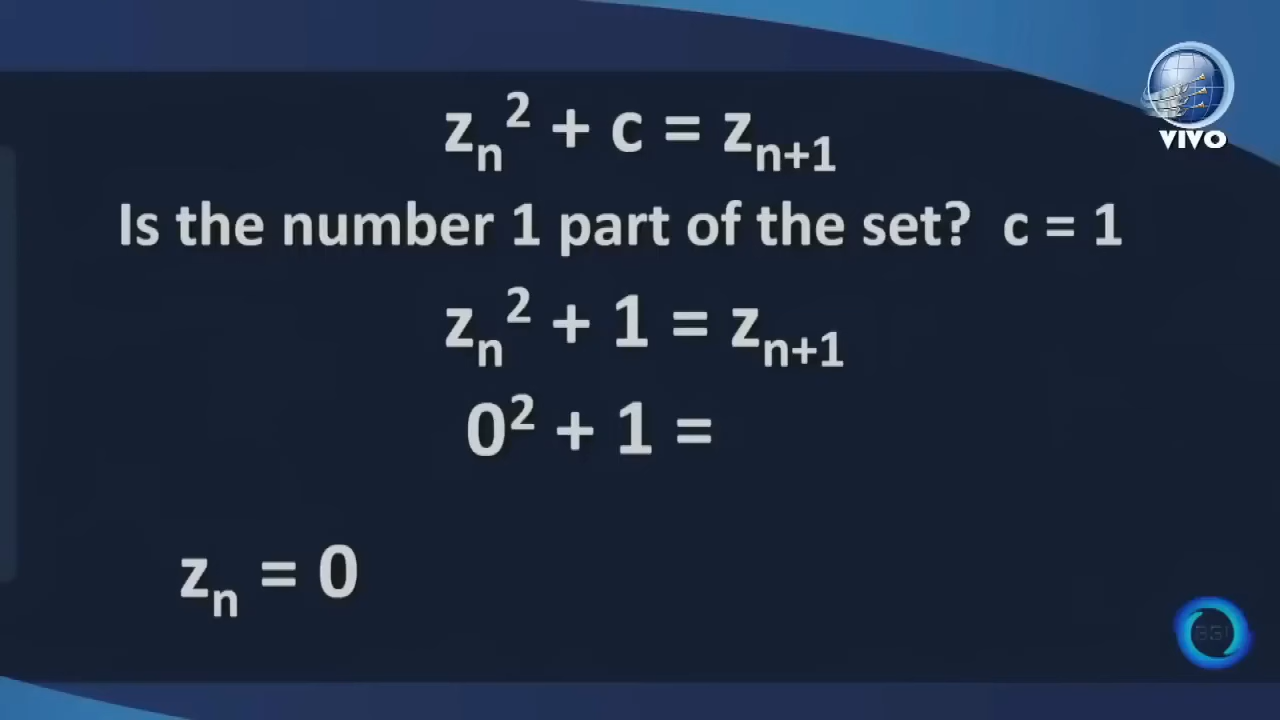 VIVO
zₙ² + c = zₙ₊₁
Is the number 1 part of the set? c = 1
zₙ² + 1 = zₙ₊₁
0² + 1 =
zₙ = 0
BGI